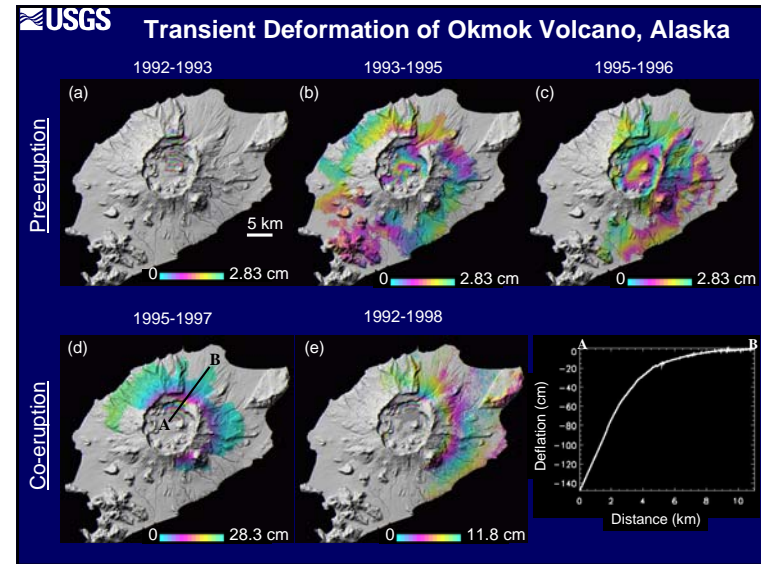 USGS
Transient Deformation of Okmok Volcano, Alaska
1992-1993
1993-1995
1995-1996
Pre-eruption
(a)
(b)
(c)
5 km
0 2.83 cm
0 2.83 cm
0 2.83 cm
1995-1997
1992-1998
Co-eruption
(d)
B
A
(e)
0 28.3 cm
0 11.8 cm
A B
Deflation (cm)
0
-20
-40
-60
-80
-100
-120
-140
0 2 4 6 8 10
Distance (km)